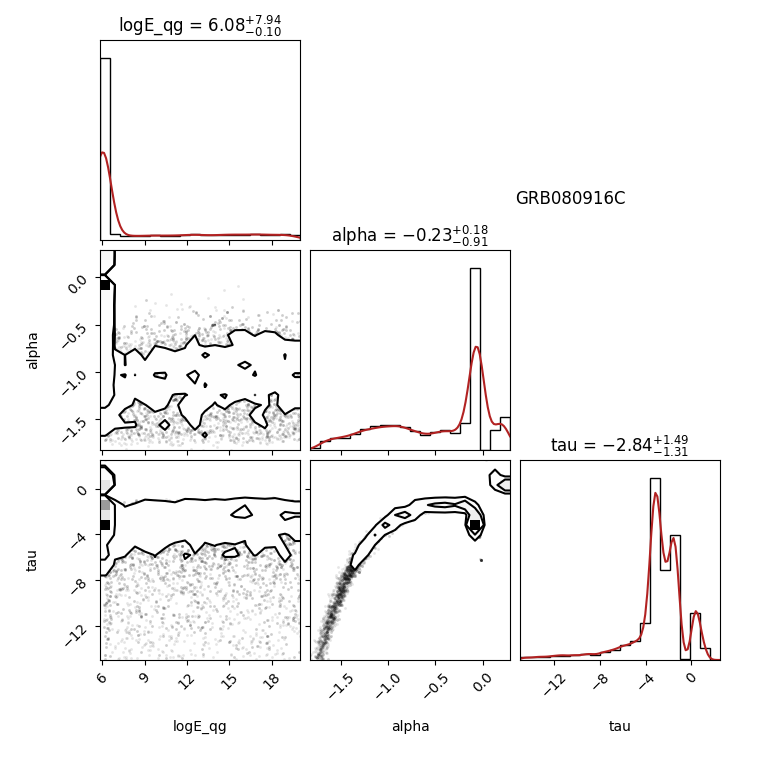 logE_qg = 6.08+7.94 −0.10
GRB080916C
alpha = −0.23+0.18 −0.91
0.0
−0.5
−1.0
−1.5
alpha
tau = −2.84+1.49 −1.31
0
−4
−8
−12
tau
6 9 12 15 18
−1.5 −1.0 −0.5 0.0
−12 −8 −4 0
logE_qg alpha tau